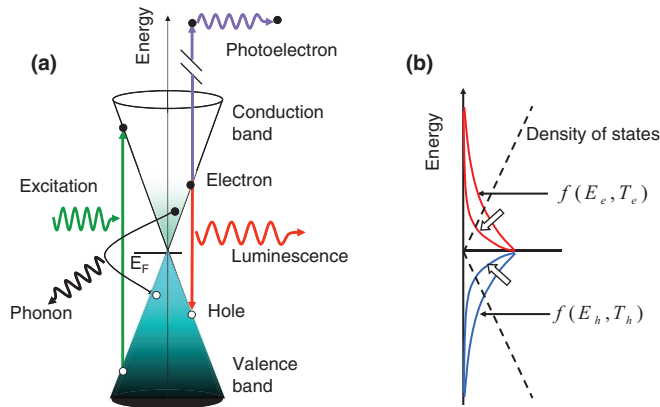 (a)
Energy
Photoelectron
Conduction
band
Excitation
Electron
E_F
Luminescence
Phonon
Hole
Valence
band
(b)
Energy
Density of states
f(E_e, T_e)
f(E_h, T_h)